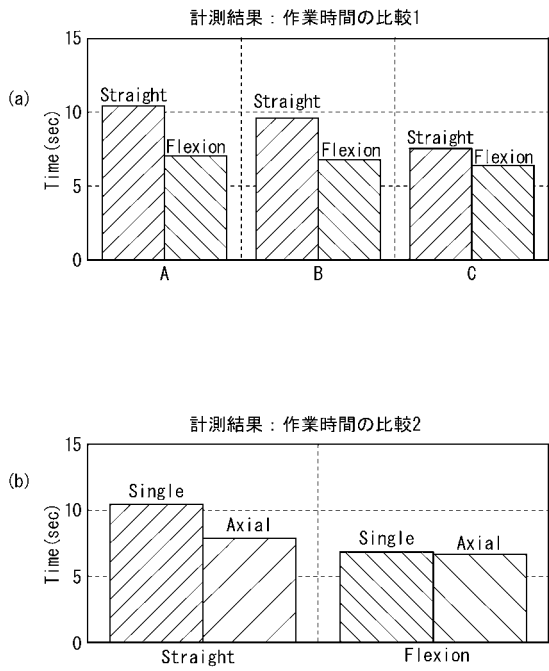 計測結果：作業時間の比較1
(a)
Time(sec)
15
10
5
0
Straight
Flexion
Straight
Flexion
Straight
Flexion
A
B
C
計測結果：作業時間の比較2
(b)
Time(sec)
15
10
5
0
Single
Axial
Single
Axial
Straight
Flexion